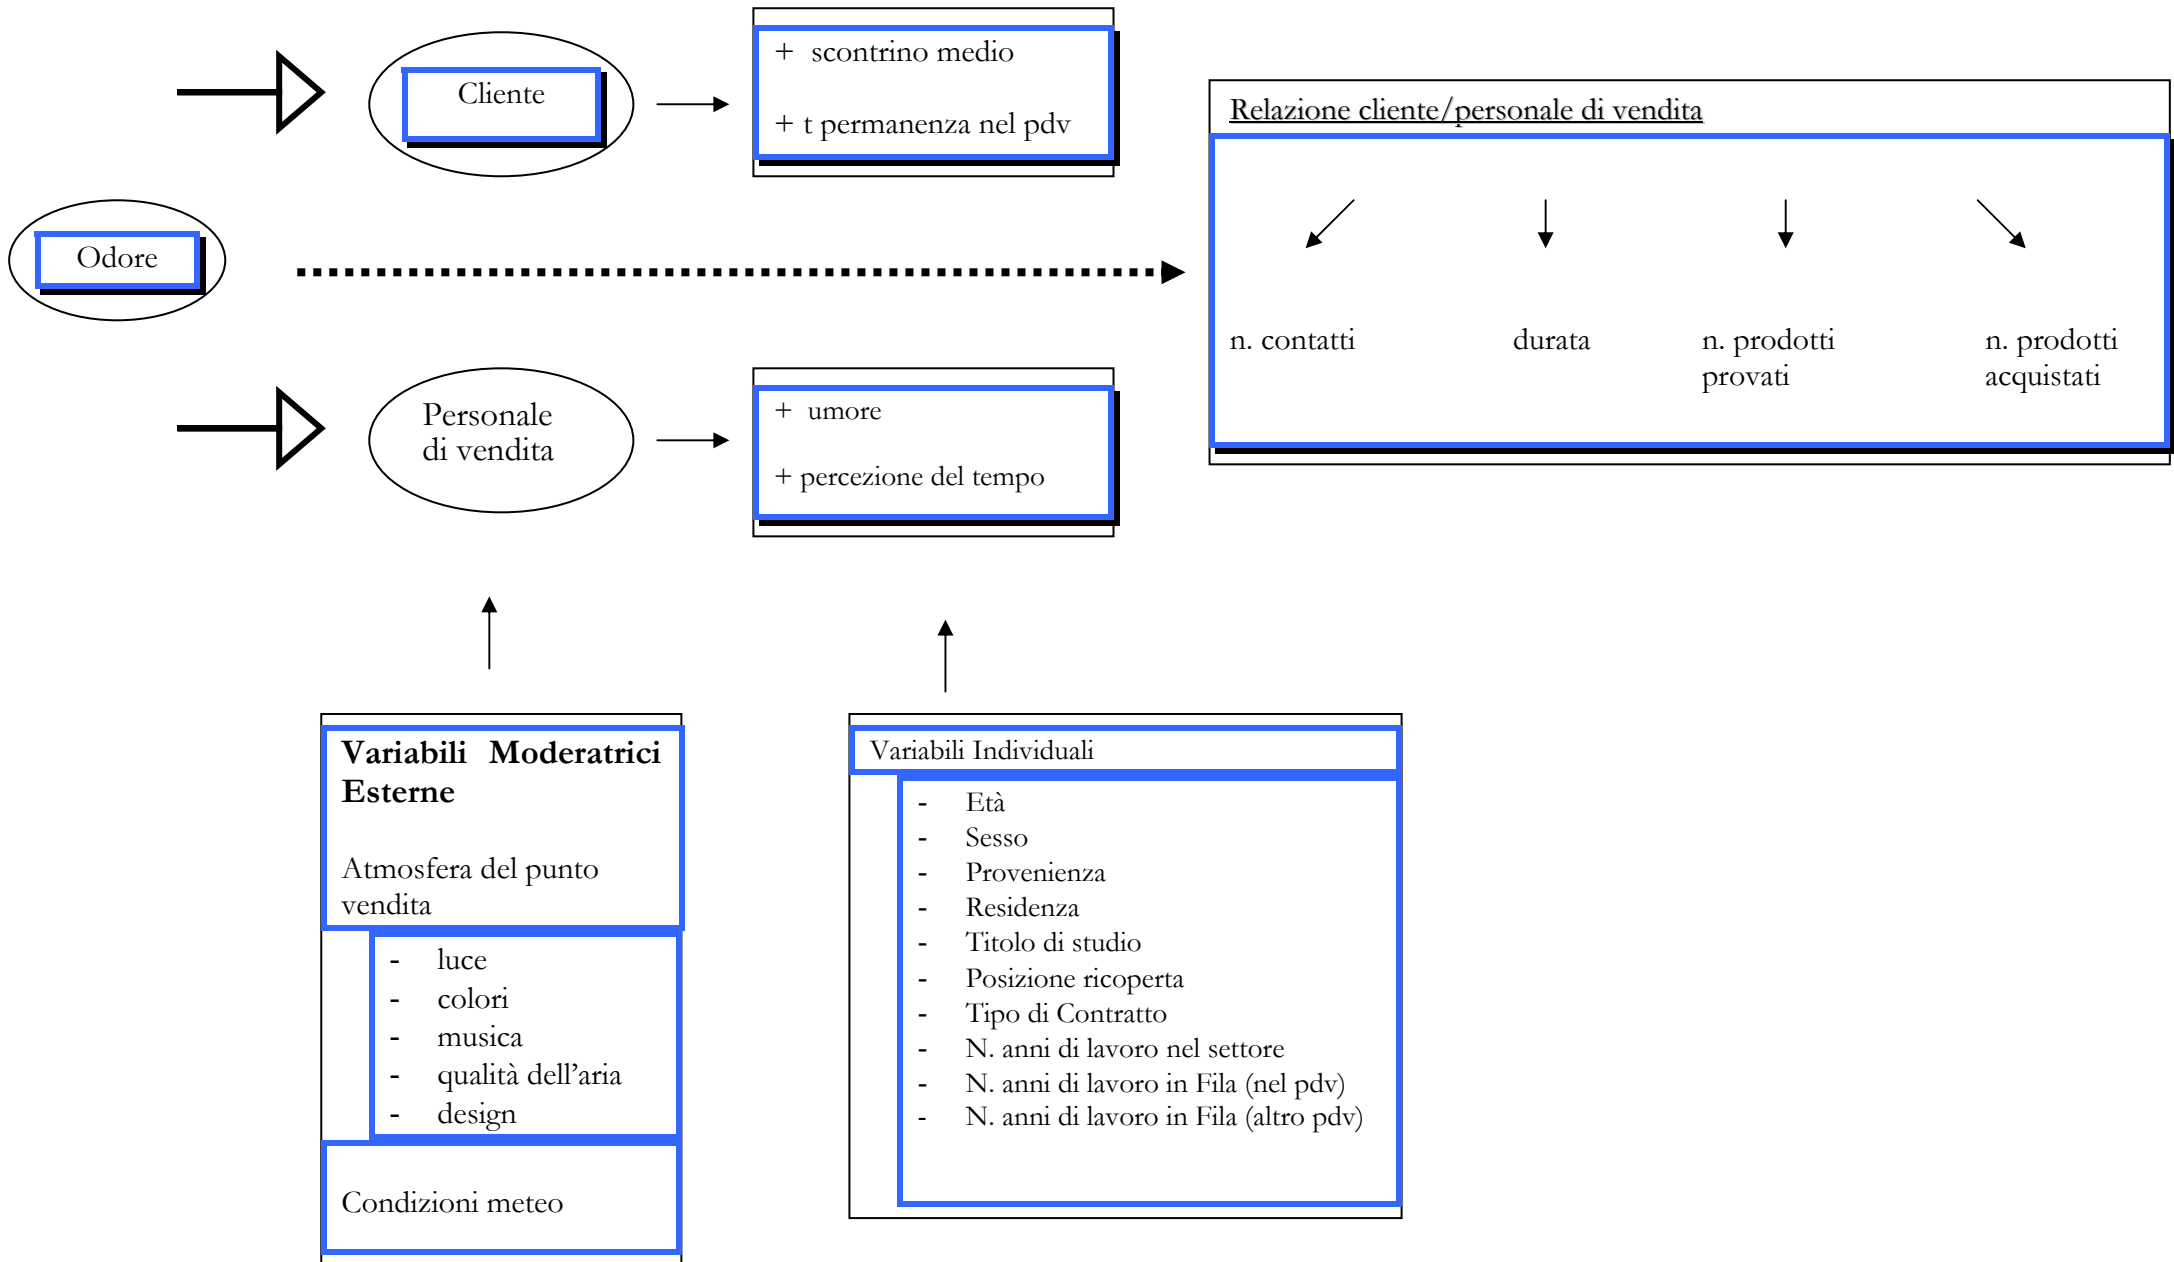 Cliente
+ scontrino medio
+ t permanenza nel pdv
Relazione cliente/personale di vendita
Odore
n. contatti
durata
n. prodotti
provati
n. prodotti
acquistati
Personale
di vendita
+ umore
+ percezione del tempo
Variabili Moderatrici
Esterne
Atmosfera del punto
vendita
- luce
- colori
- musica
- qualità dell’aria
- design
Condizioni meteo
Variabili Individuali
- Età
- Sesso
- Provenienza
- Residenza
- Titolo di studio
- Posizione ricoperta
- Tipo di Contratto
- N. anni di lavoro nel settore
- N. anni di lavoro in Fila (nel pdv)
- N. anni di lavoro in Fila (altro pdv)